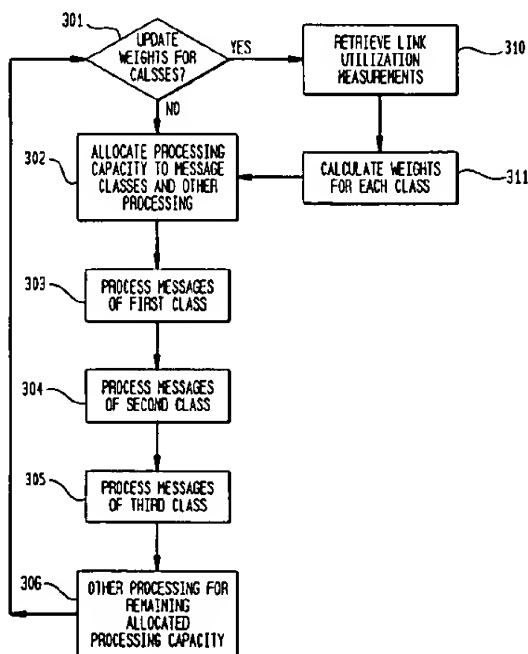 301
UPDATE
WEIGHTS FOR
CALSSES?
YES
NO
RETRIEVE LINK
UTILIZATION
MEASUREMENTS
310
CALCULATE WEIGHTS
FOR EACH CLASS
311
302
ALLOCATE PROCESSING
CAPACITY TO MESSAGE
CLASSES AND OTHER
PROCESSING
303
PROCESS MESSAGES
OF FIRST CLASS
304
PROCESS MESSAGES
OF SECOND CLASS
305
PROCESS MESSAGES
OF THIRD CLASS
306
OTHER PROCESSING FOR
REMAINING
ALLOCATED
PROCESSING CAPACITY